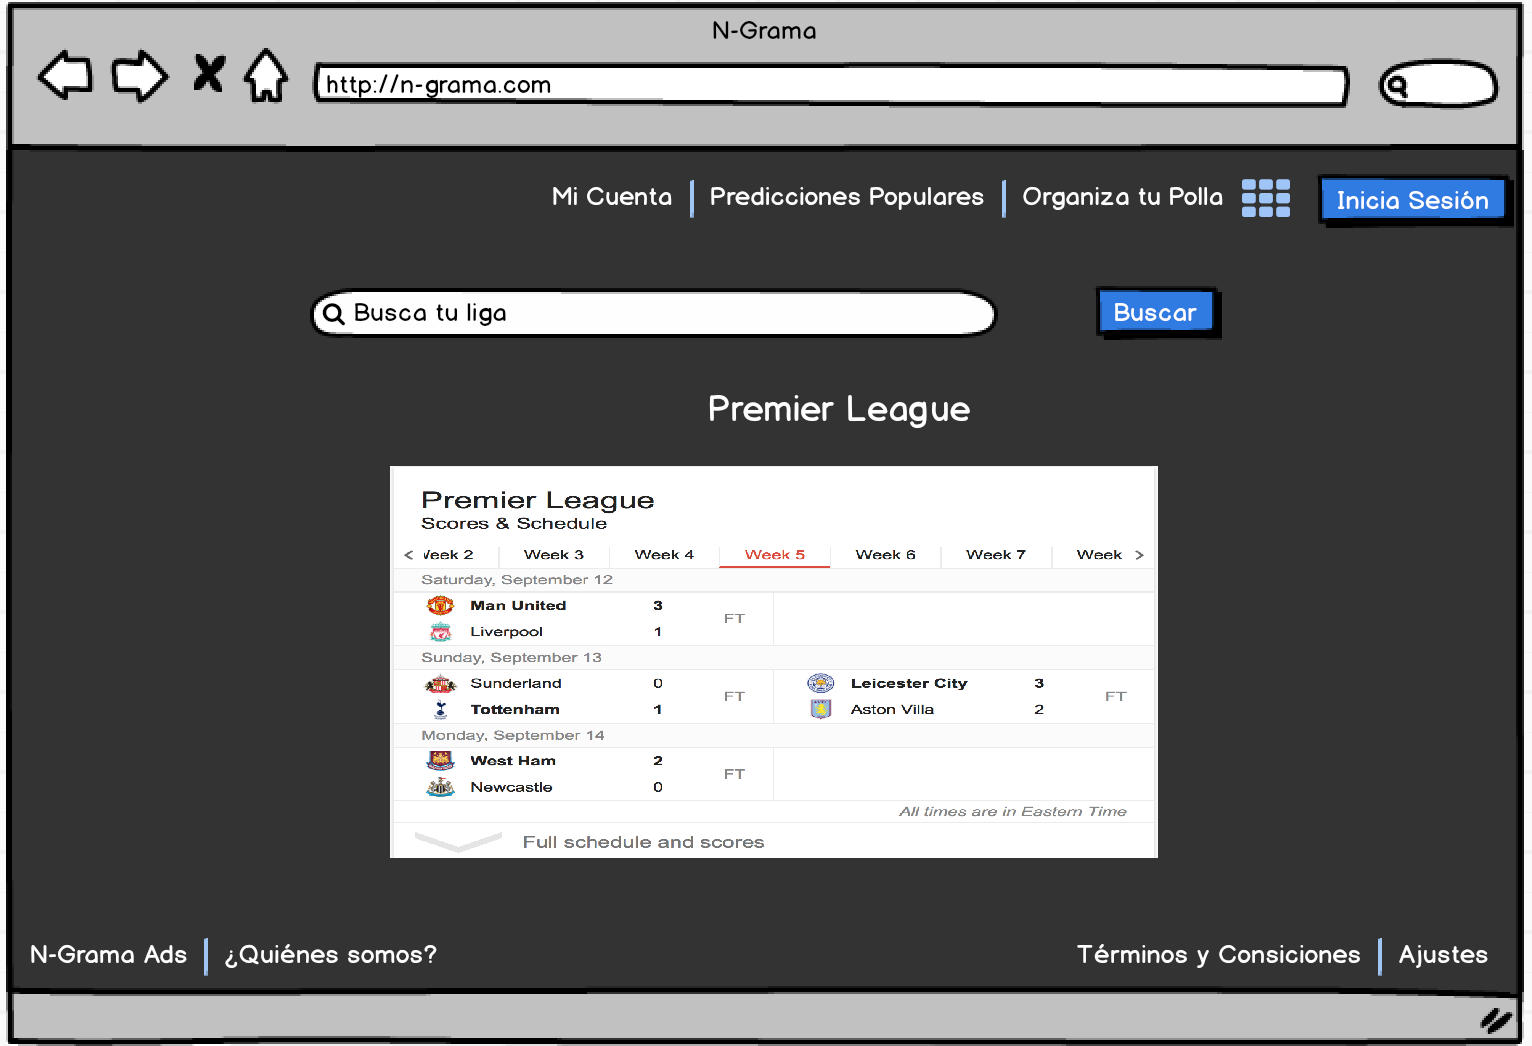 N-Grama
http://n-grama.com
Mi Cuenta Predicciones Populares Organiza tu Polla Inicia Sesión
Busca tu liga Buscar
Premier League
Premier League
Scores & Schedule
< Week 2 Week 3 Week 4 Week 5 Week 6 Week 7 Week >
Saturday, September 12
Man United 3
FT
Liverpool 1
Sunday, September 13
Sunderland 0 Leicester City 3
FT FT
Tottenham 1 Aston Villa 2
Monday, September 14
West Ham 2
FT
Newcastle 0
All times are in Eastern Time
Full schedule and scores
N-Grama Ads ¿Quiénes somos? Términos y Consiciones Ajustes